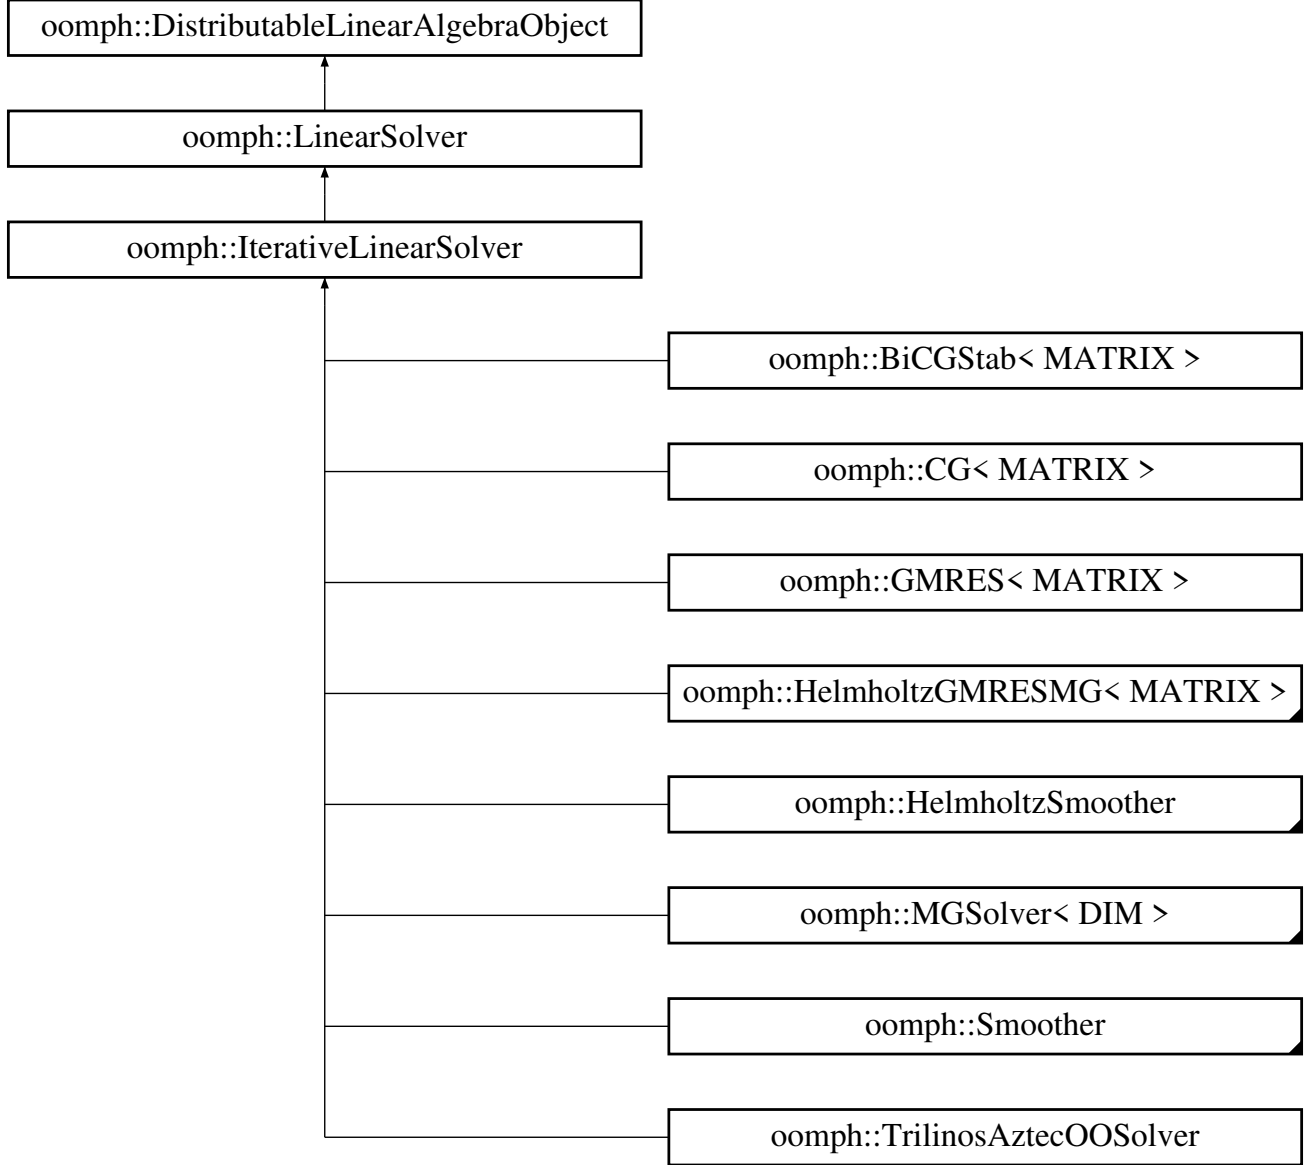 oomph::DistributableLinearAlgebraObject
oomph::LinearSolver
oomph::IterativeLinearSolver
oomph::BiCGStab< MATRIX >
oomph::CG< MATRIX >
oomph::GMRES< MATRIX >
oomph::HelmholtzGMRESMG< MATRIX >
oomph::HelmholtzSmoother
oomph::MGSolver< DIM >
oomph::Smoother
oomph::TrilinosAztecOOSolver